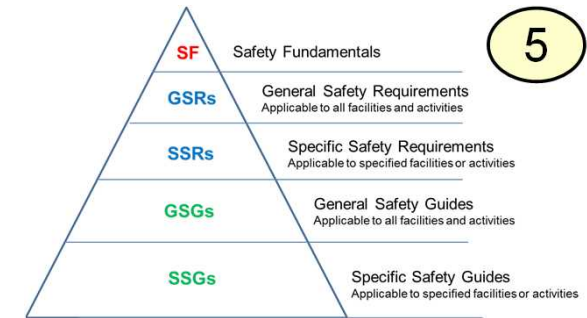 5
SF
Safety Fundamentals
GSRs
General Safety Requirements
Applicable to all facilities and activities
SSRs
Specific Safety Requirements
Applicable to specified facilities or activities
GSGs
General Safety Guides
Applicable to all facilities and activities
SSGs
Specific Safety Guides
Applicable to specified facilities or activities